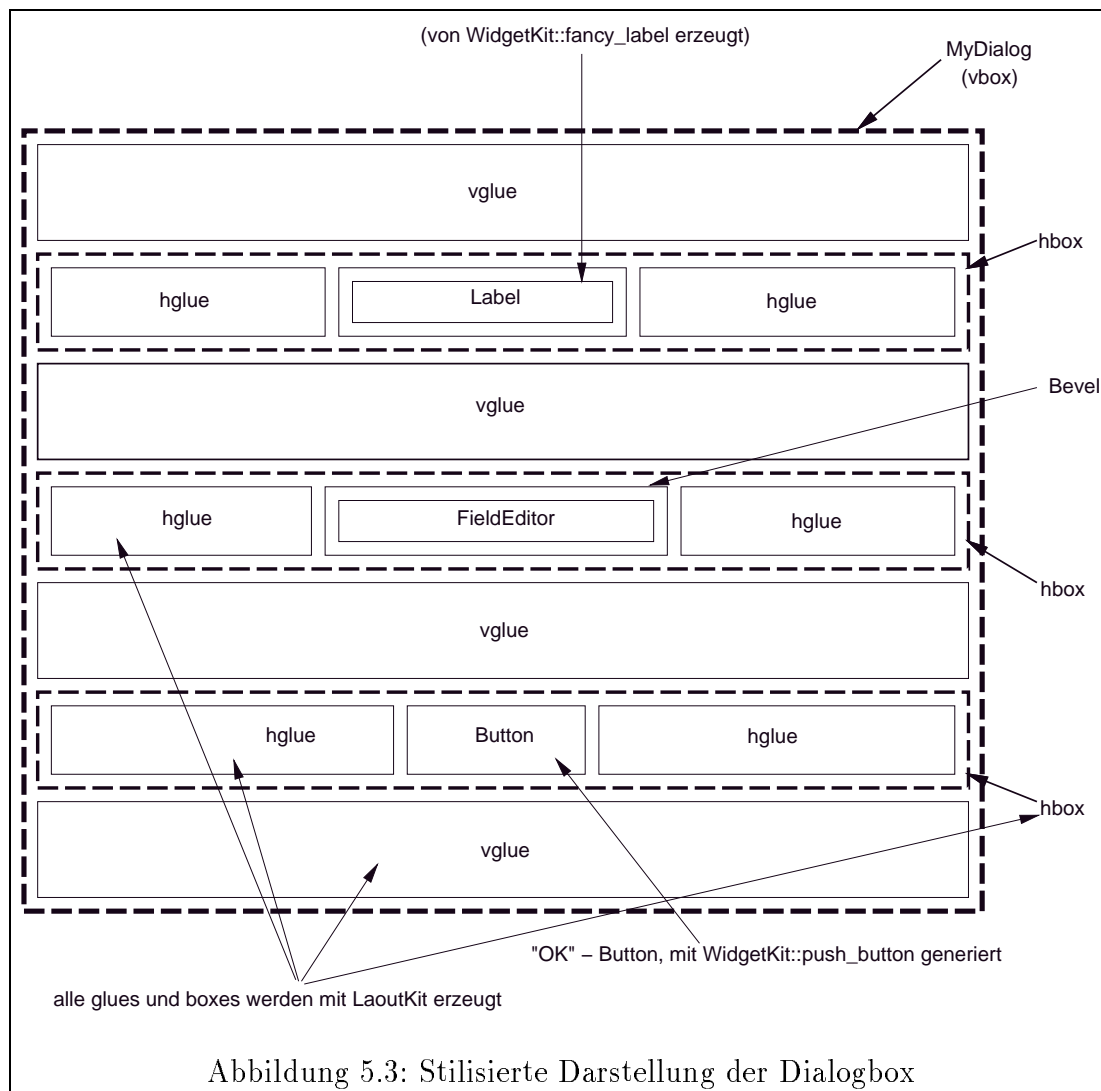 (von WidgetKit::fancy_label erzeugt)
MyDialog
(vbox)
vglue
hbox
hglue
Label
hglue
vglue
Bevel
hglue
FieldEditor
hglue
hbox
vglue
hglue
Button
hglue
hbox
vglue
"OK" – Button, mit WidgetKit::push_button generiert
alle glues und boxes werden mit LaoutKit erzeugt
Abbildung 5.3: Stilisierte Darstellung der Dialogbox